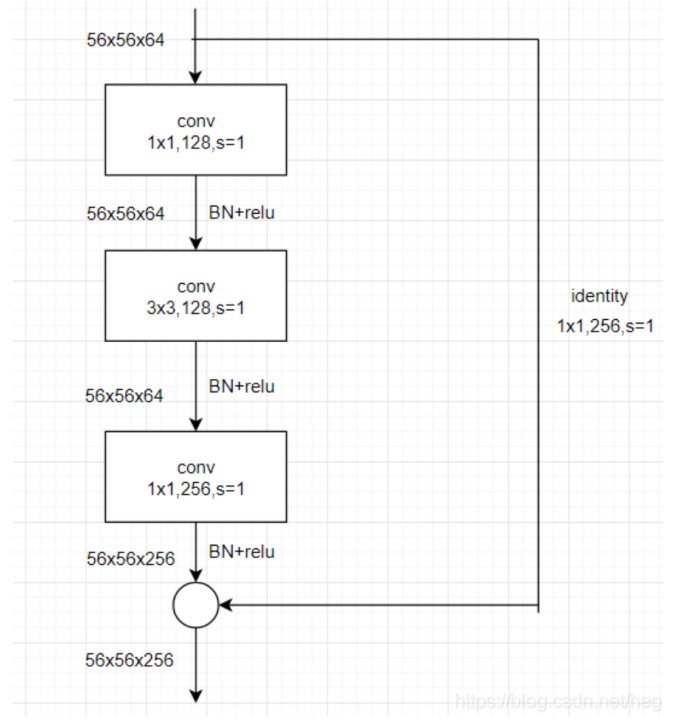 56x56x64
conv
1x1,128,s=1
56x56x64
BN+relu
conv
3x3,128,s=1
identity
1x1,256,s=1
56x56x64
BN+relu
conv
1x1,256,s=1
56x56x256
BN+relu
56x56x256
https://blog.csdn.net/heg